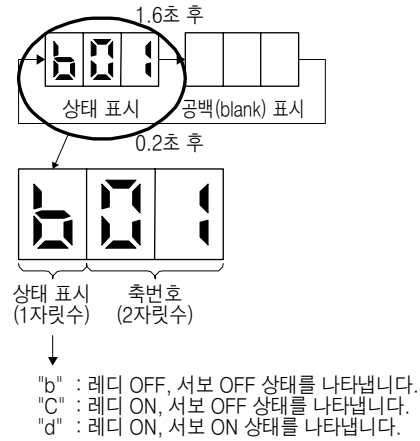 1.6초 후
b01
상태 표시 공백(blank) 표시
0.2초 후
b01
상태 표시 축번호
(1자릿수) (2자릿수)
"b" : 레디 OFF, 서보 OFF 상태를 나타냅니다.
"C" : 레디 ON, 서보 OFF 상태를 나타냅니다.
"d" : 레디 ON, 서보 ON 상태를 나타냅니다.